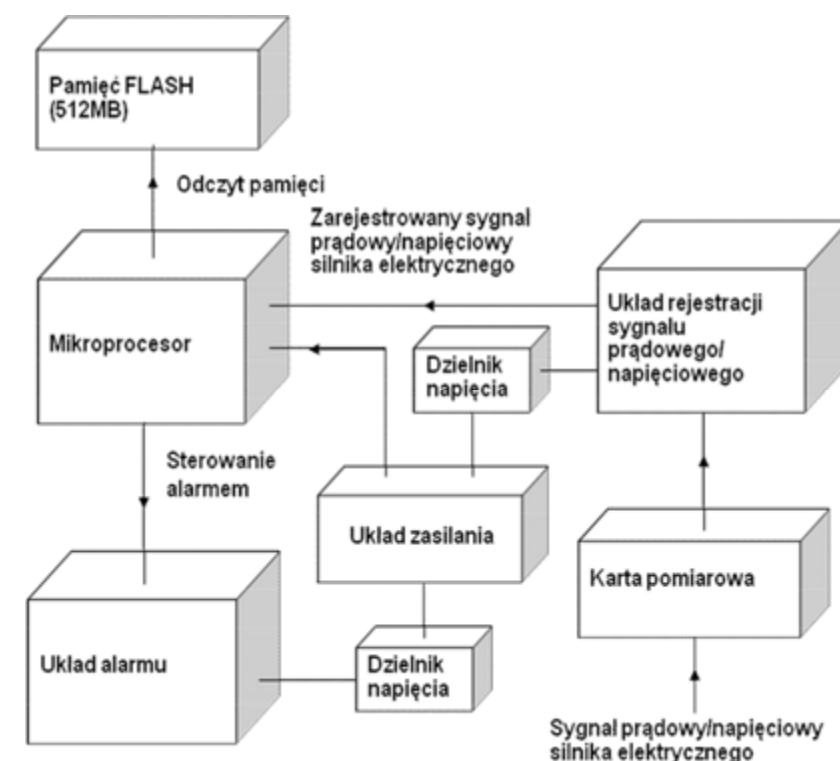 Pamięć FLASH
(512MB)
Odczyt pamięci
Zarejestrowany sygnal
prądowy/napięciowy
silnika elektrycznego
Mikroprocesor
Uklad rejestracji
sygnalu
prądowego/
napięciowego
Dzielnik
napięcia
Sterowanie
alarmem
Uklad zasilania
Karta pomiarowa
Uklad alarmu
Dzielnik
napięcia
Sygnal prądowy/napięciowy
silnika elektrycznego